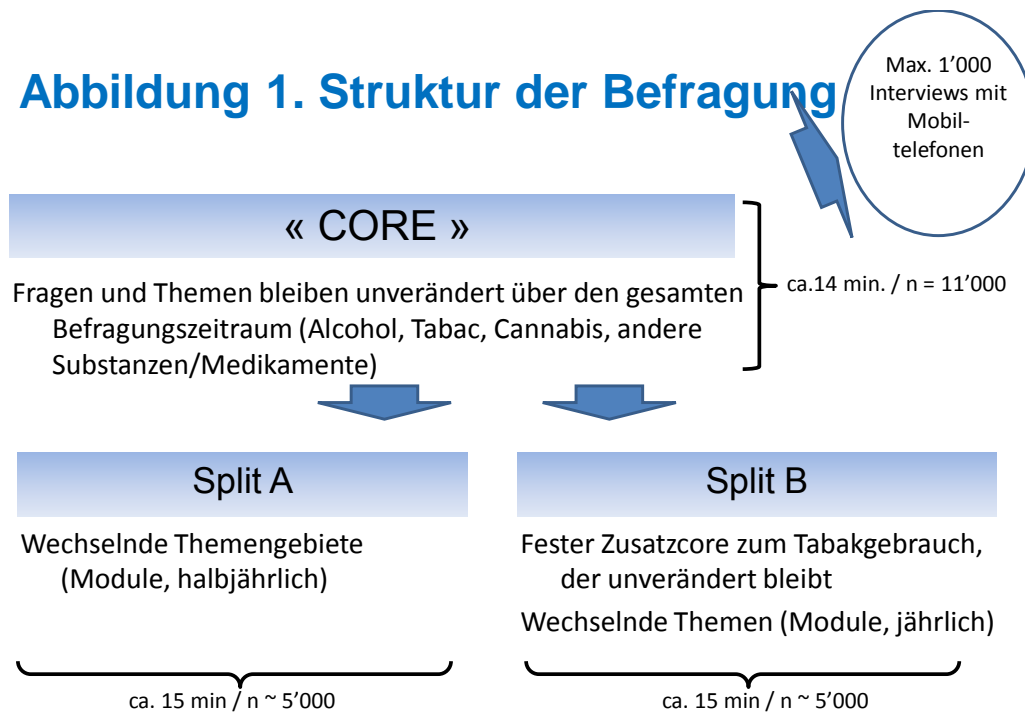 Abbildung 1. Struktur der Befragung
Max. 1’000
Interviews mit
Mobil-
telefonen
« CORE »
Fragen und Themen bleiben unverändert über den gesamten
Befragungszeitraum (Alcohol, Tabac, Cannabis, andere
Substanzen/Medikamente)
ca.14 min. / n = 11’000
Split A
Wechselnde Themengebiete
(Module, halbjährlich)
ca. 15 min / n ~ 5’000
Split B
Fester Zusatzcore zum Tabakgebrauch,
der unverändert bleibt
Wechselnde Themen (Module, jährlich)
ca. 15 min / n ~ 5’000